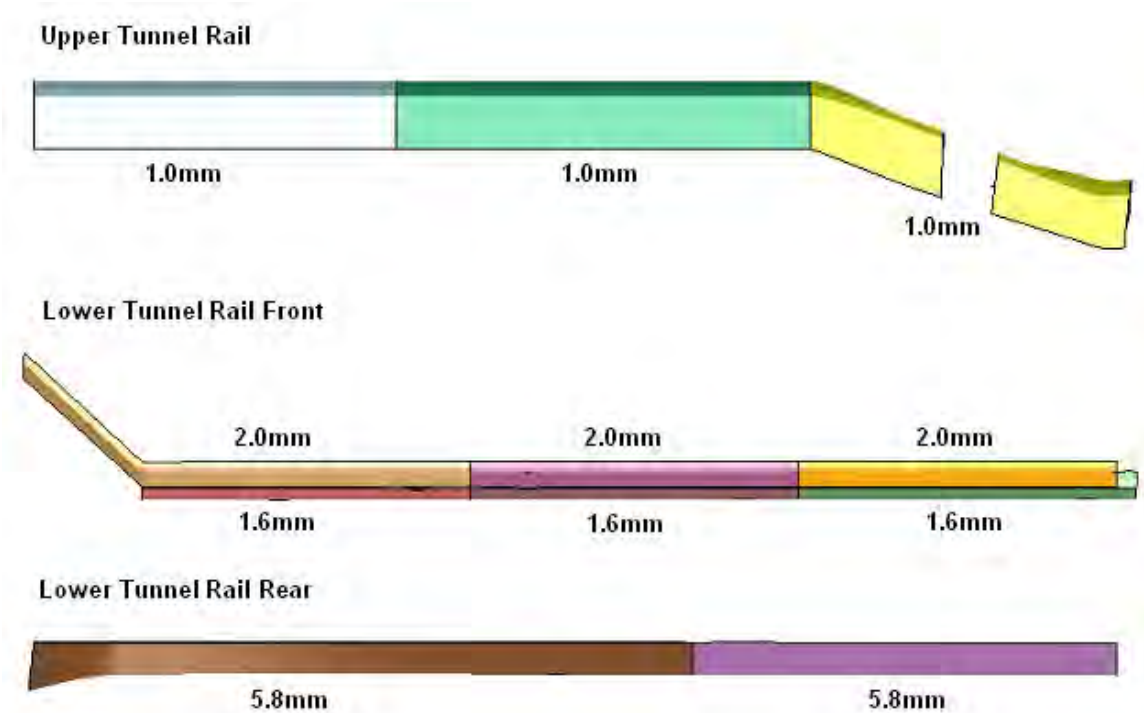 Upper Tunnel Rail
1.0mm 1.0mm
1.0mm
Lower Tunnel Rail Front
2.0mm 2.0mm 2.0mm
1.6mm 1.6mm 1.6mm
Lower Tunnel Rail Rear
5.8mm 5.8mm